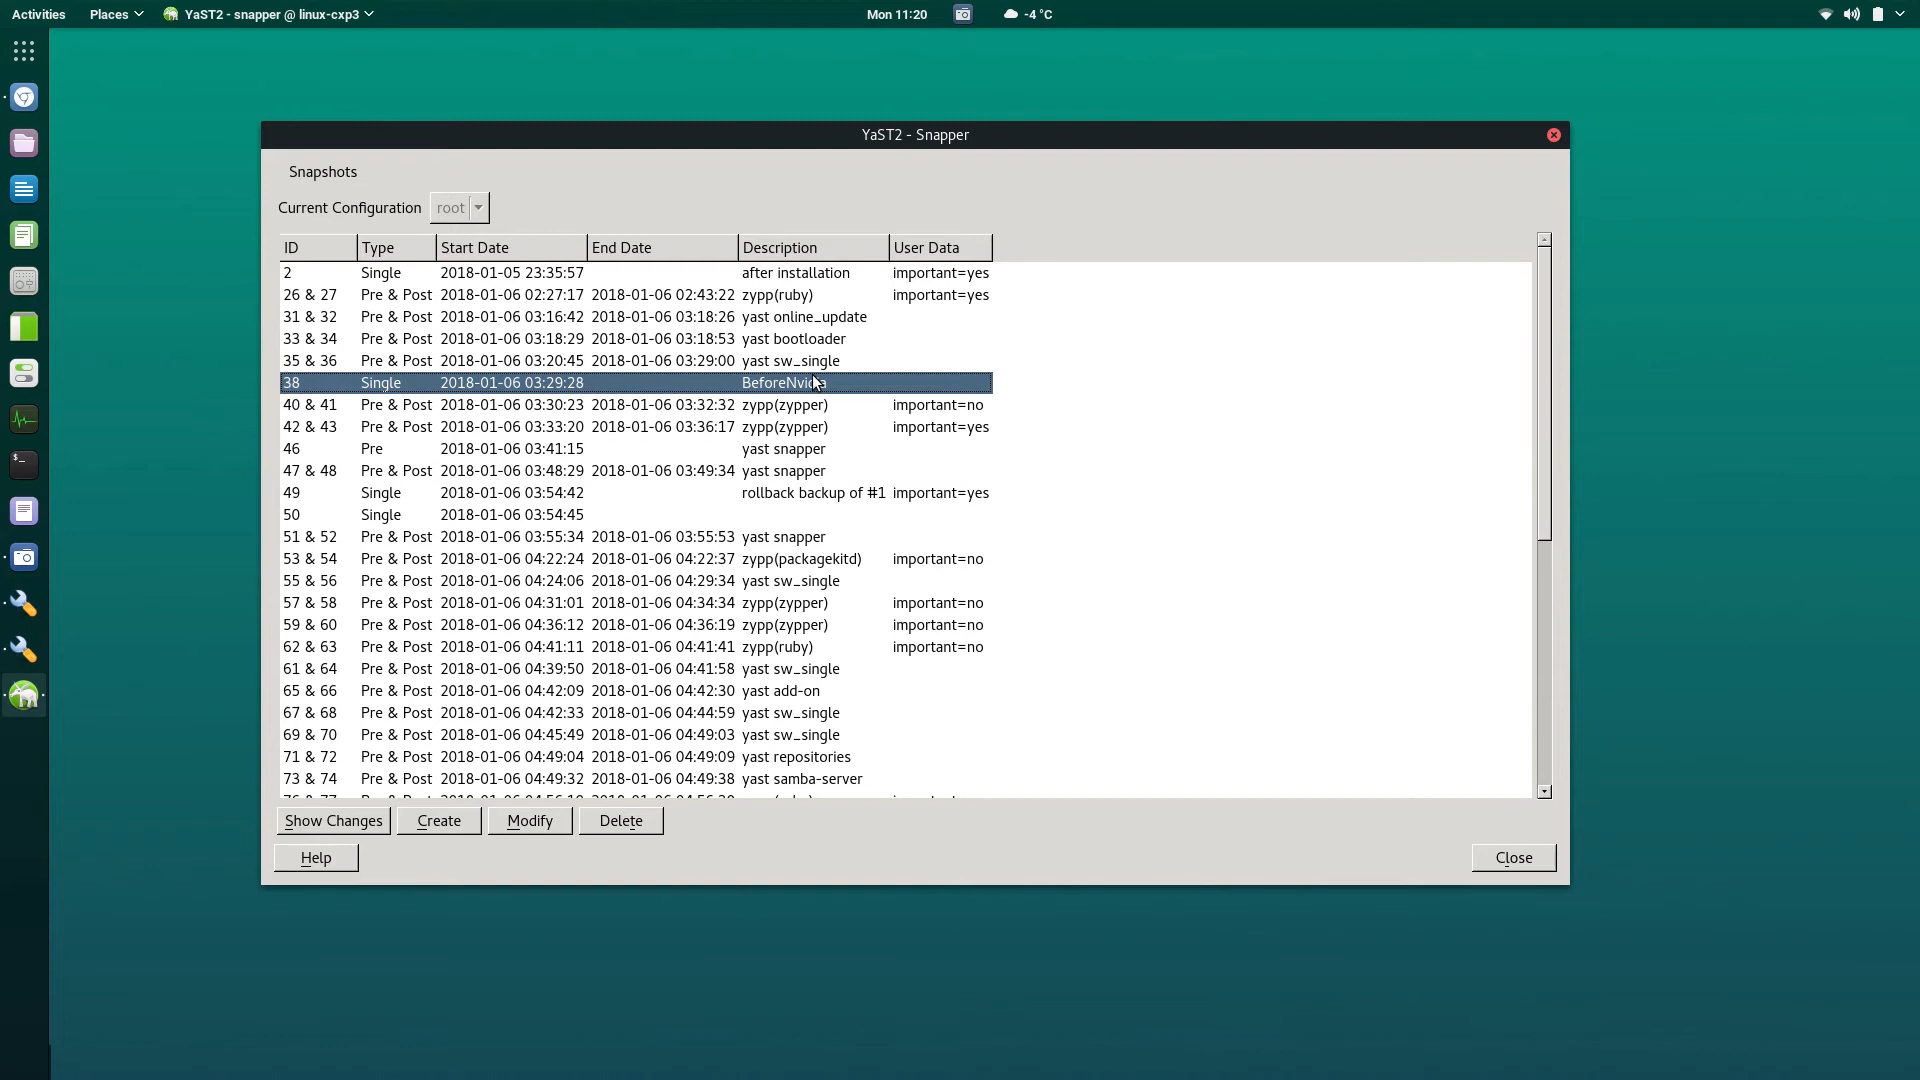 Activities Places YaST2 - snapper @ linux-cxp3 Mon 11:20 -4 °C
YaST2 - Snapper
Snapshots
Current Configuration root
ID Type Start Date End Date Description User Data
2 Single 2018-01-05 23:35:57 after installation important=yes
26 & 27 Pre & Post 2018-01-06 02:27:17 2018-01-06 02:43:22 zypp(ruby) important=yes
31 & 32 Pre & Post 2018-01-06 03:16:42 2018-01-06 03:18:26 yast online_update
33 & 34 Pre & Post 2018-01-06 03:18:29 2018-01-06 03:18:53 yast bootloader
35 & 36 Pre & Post 2018-01-06 03:20:45 2018-01-06 03:29:00 yast sw_single
38 Single 2018-01-06 03:29:28
40 & 41 Pre & Post 2018-01-06 03:30:23 2018-01-06 03:32:32 zypp(zypper) important=no
42 & 43 Pre & Post 2018-01-06 03:33:20 2018-01-06 03:36:17 zypp(zypper) important=yes
46 Pre 2018-01-06 03:41:15 yast snapper
47 & 48 Pre & Post 2018-01-06 03:48:29 2018-01-06 03:49:34 yast snapper
49 Single 2018-01-06 03:54:42 rollback backup of #1 important=yes
50 Single 2018-01-06 03:54:45
51 & 52 Pre & Post 2018-01-06 03:55:34 2018-01-06 03:55:53 yast snapper
53 & 54 Pre & Post 2018-01-06 04:22:24 2018-01-06 04:22:37 zypp(packagekitd) important=no
55 & 56 Pre & Post 2018-01-06 04:24:06 2018-01-06 04:29:34 yast sw_single
57 & 58 Pre & Post 2018-01-06 04:31:01 2018-01-06 04:34:34 zypp(zypper) important=no
59 & 60 Pre & Post 2018-01-06 04:36:12 2018-01-06 04:36:19 zypp(zypper) important=no
62 & 63 Pre & Post 2018-01-06 04:41:11 2018-01-06 04:41:41 zypp(ruby) important=no
61 & 64 Pre & Post 2018-01-06 04:39:50 2018-01-06 04:41:58 yast sw_single
65 & 66 Pre & Post 2018-01-06 04:42:09 2018-01-06 04:42:30 yast add-on
67 & 68 Pre & Post 2018-01-06 04:42:33 2018-01-06 04:44:59 yast sw_single
69 & 70 Pre & Post 2018-01-06 04:45:49 2018-01-06 04:49:03 yast sw_single
71 & 72 Pre & Post 2018-01-06 04:49:04 2018-01-06 04:49:09 yast repositories
73 & 74 Pre & Post 2018-01-06 04:49:32 2018-01-06 04:49:38 yast samba-server
Show Changes Create Modify Delete
Help Close